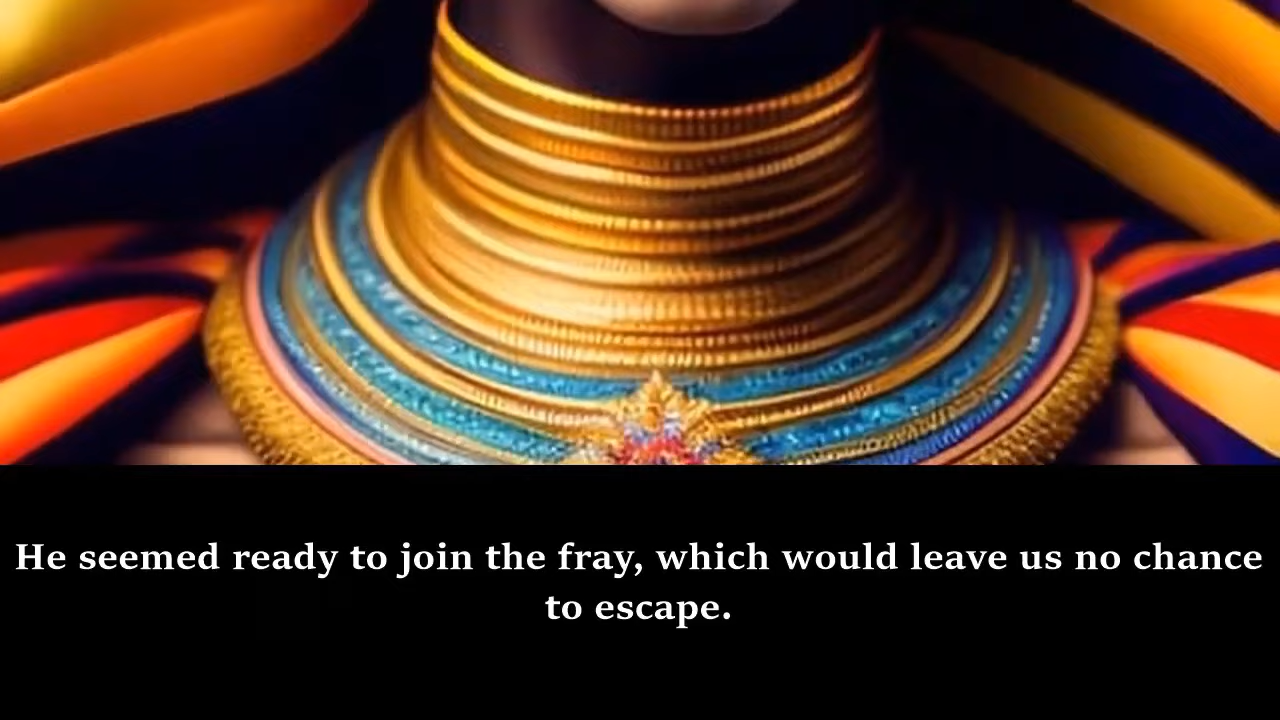 He seemed ready to join the fray, which would leave us no chance
to escape.